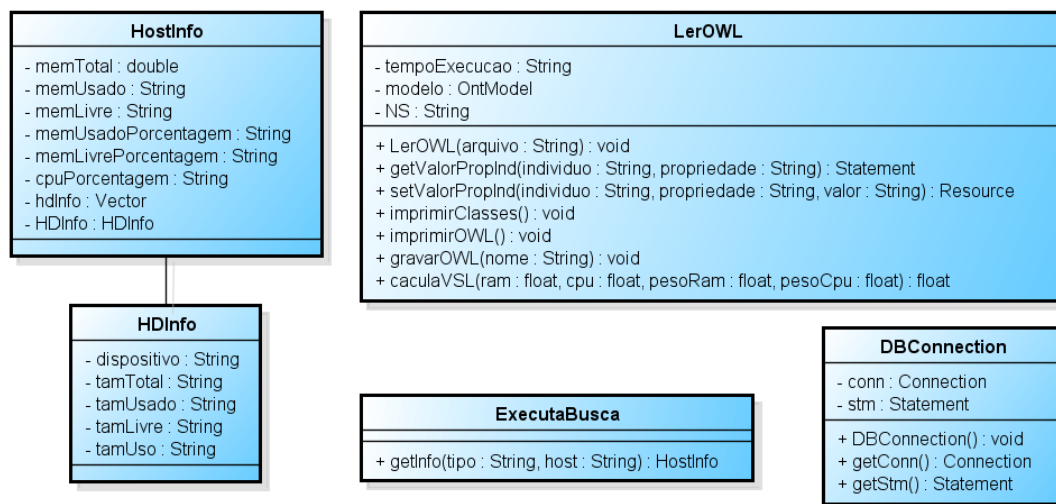 HostInfo
- memTotal : double
- memUsado : String
- memLivre : String
- memUsadoPorcentagem : String
- memLivrePorcentagem : String
- cpuPorcentagem : String
- hdInfo : Vector
- HDInfo : HDInfo
LerOWL
- tempoExecucao : String
- modelo : OntModel
- NS : String
+ LerOWL(arquivo : String) : void
+ getValorPropInd(individuo : String, propriedade : String) : Statement
+ setValorPropInd(individuo : String, propriedade : String, valor : String) : Resource
+ imprimirClasses() : void
+ imprimirOWL() : void
+ gravarOWL(nome : String) : void
+ caculaVSL(ram : float, cpu : float, pesoRam : float, pesoCpu : float) : float
HDInfo
- dispositivo : String
- tamTotal : String
- tamUsado : String
- tamLivre : String
- tamUso : String
ExecutaBusca
+ getInfo(tipo : String, host : String) : HostInfo
DBConnection
- conn : Connection
- stm : Statement
+ DBConnection() : void
+ getConn() : Connection
+ getStm() : Statement